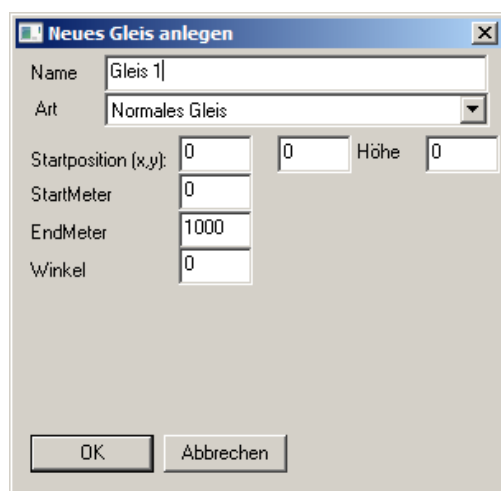 Neues Gleis anlegen
Name Gleis 1
Art Normales Gleis
Startposition (x,y): 0 0 Höhe 0
StartMeter 0
EndMeter 1000
Winkel 0
OK Abbrechen